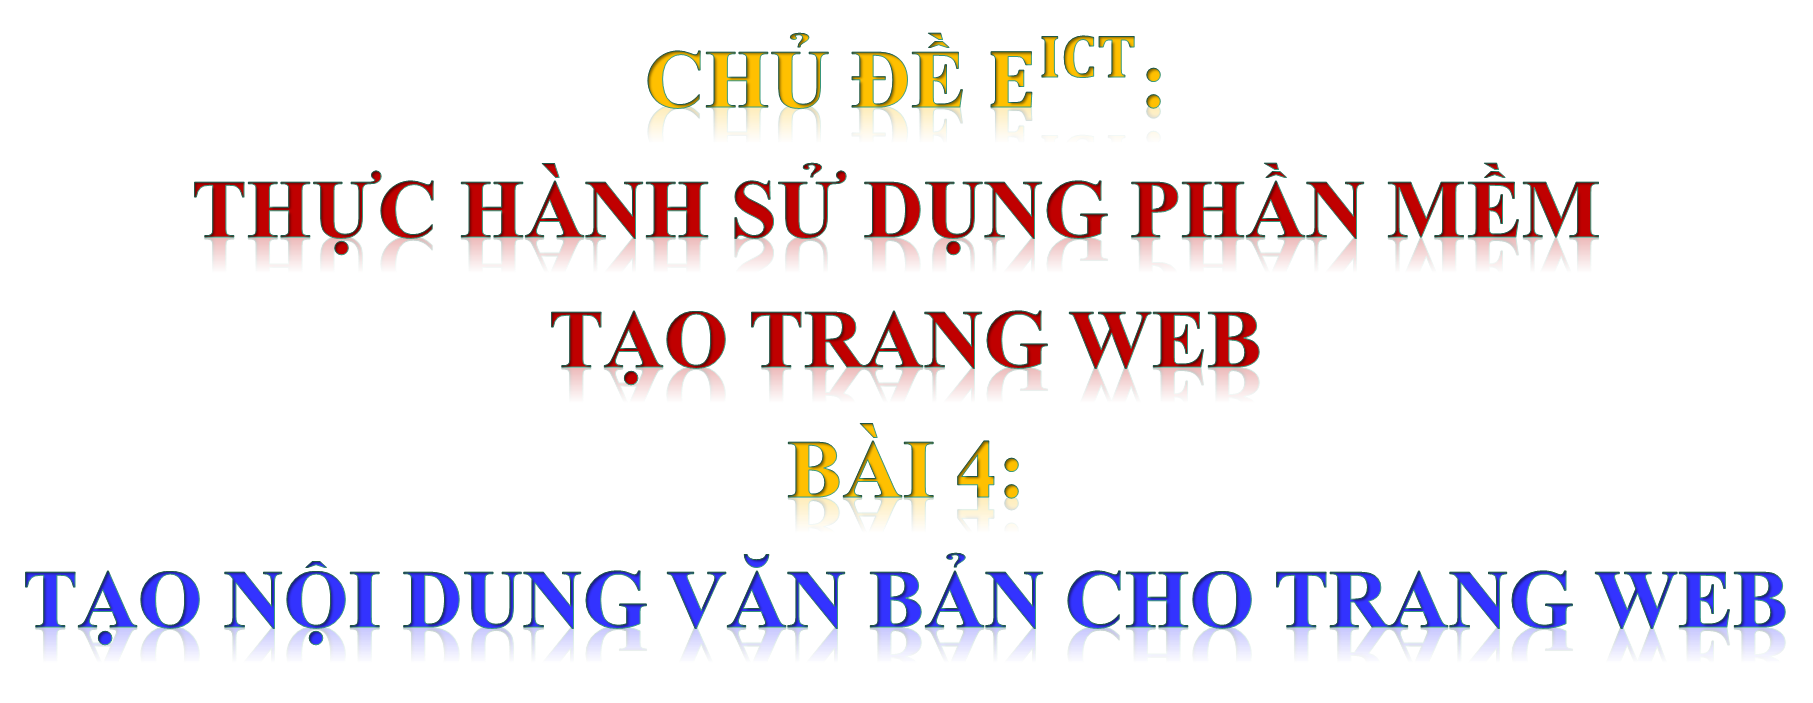 CHỦ ĐỀ E^ICT:
THỰC HÀNH SỬ DỤNG PHẦN MỀM
TẠO TRANG WEB
BÀI 4:
TẠO NỘI DUNG VĂN BẢN CHO TRANG WEB